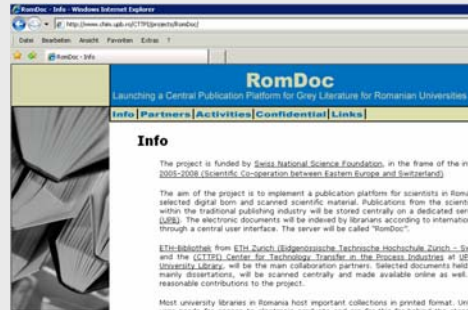 RomDoc - Info - Windows Internet Explorer
http://www.chim.upb.ro/CTTPI/projects/RomDoc/
Datei Bearbeiten Ansicht Favoriten Extras ?
RomDoc - Info
RomDoc
Launching a Central Publication Platform for Grey Literature for Romanian Universities
Info|Partners|Activities|Confidential|Links|
Info
The project is funded by Swiss National Science Foundation, in the frame of the in
2005-2008 (Scientific Co-operation between Eastern Europe and Switzerland).
The aim of the project is to implement a publication platform for scientists in Roma
selected digital born and scanned scientific material. Publications from the scienti
within the traditional publishing industry will be stored centrally on a dedicated serv
(UPB). The electronic documents will be indexed by librarians according to internation
through a central user interface. The server will be called "RomDoc".
ETH-Bibliothek from ETH Zurich (Eidgenössische Technische Hochschule Zürich - Sw
and the (CTTPI) Center for Technology Transfer in the Process Industries at UP
University Library, will be the main collaboration partners. Selected documents held
mainly dissertations, will be scanned centrally and made available online as well.
reasonable contributions to the project.
Most university libraries in Romania host important collections in printed format. Un